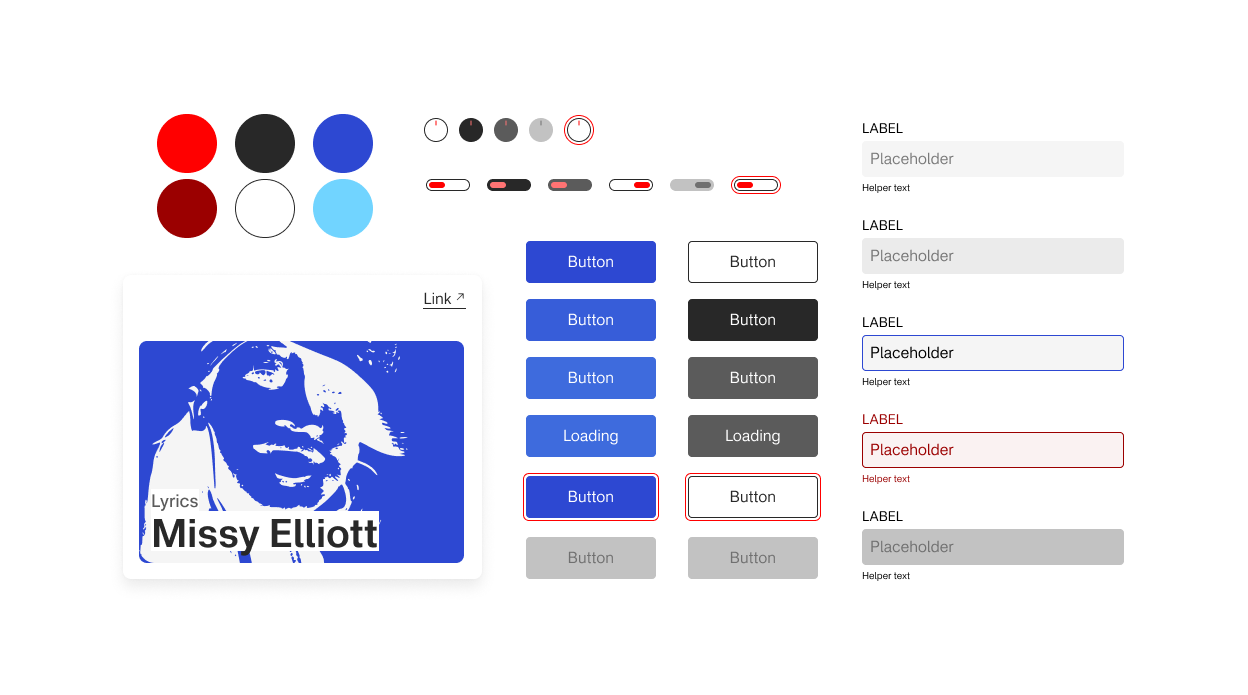 Link
Lyrics
Missy Elliott
Button
Button
Button
Loading
Button
Button
Button
Button
Button
Loading
Button
Button
LABEL
Placeholder
Helper text
LABEL
Placeholder
Helper text
LABEL
Placeholder
Helper text
LABEL
Placeholder
Helper text
LABEL
Placeholder
Helper text